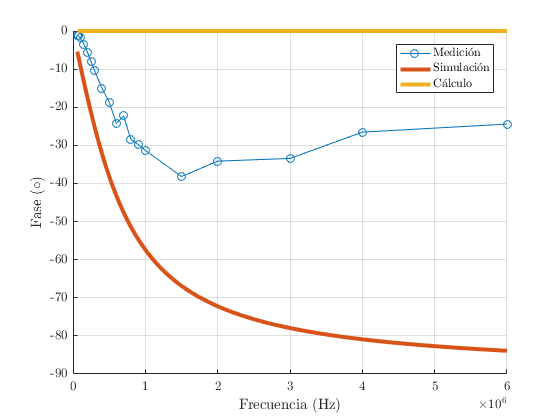 0
-10
-20
-30
-40
-50
-60
-70
-80
-90
Fase (○)
Medición
Simulación
Cálculo
0 1 2 3 4 5 6
Frecuencia (Hz)
×10⁶